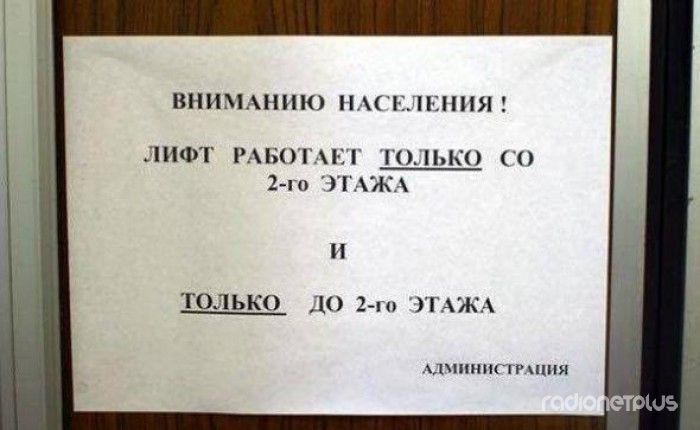 ВНИМАНИЮ НАСЕЛЕНИЯ !
ЛИФТ РАБОТАЕТ ТОЛЬКО СО
2-го ЭТАЖА
И
ТОЛЬКО ДО 2-го ЭТАЖА
АДМИНИСТРАЦИЯ
radionetplus